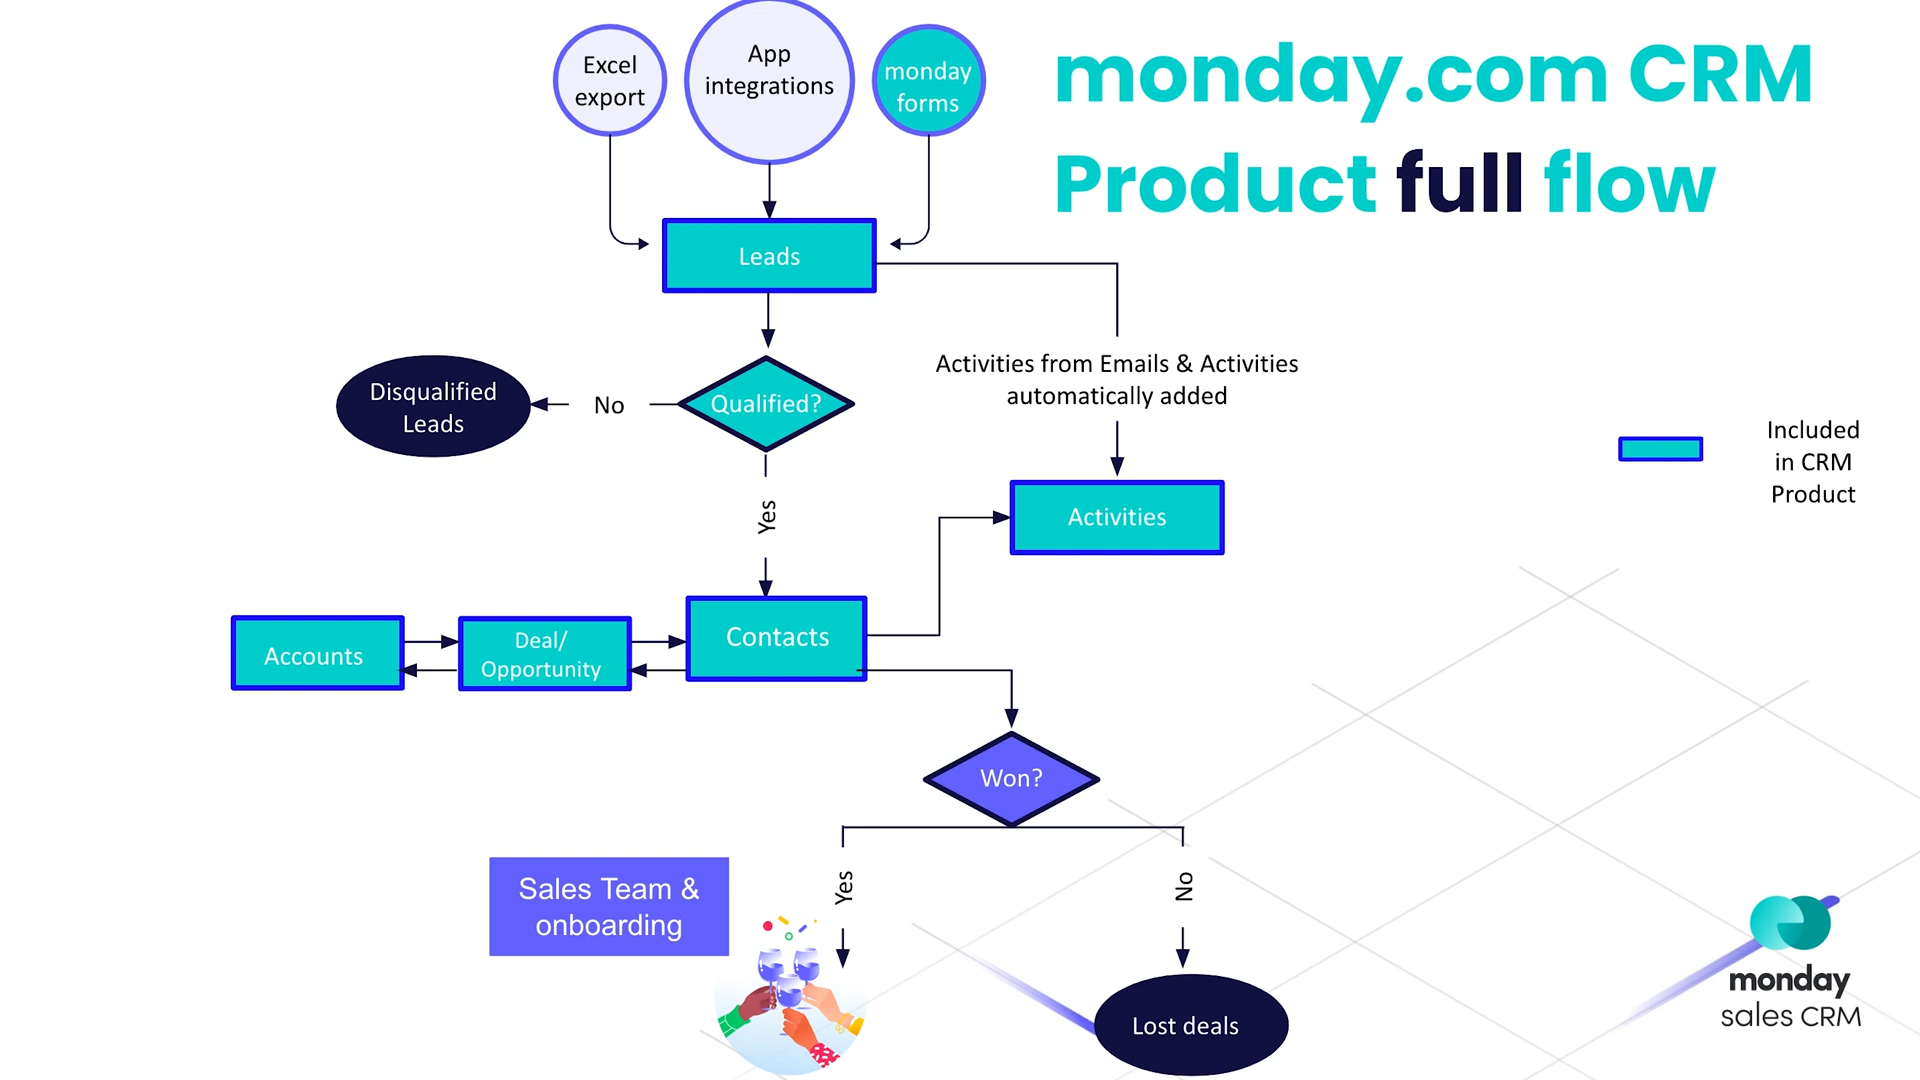 Excel
export
App
integrations
monday
forms
monday.com CRM
Product full flow
Leads
Disqualified
Leads
No
Qualified?
Activities from Emails & Activities
automatically added
Included
in CRM
Product
Yes
Activities
Accounts
Deal/
Opportunity
Contacts
Won?
Sales Team &
onboarding
Yes
No
Lost deals
monday
sales CRM